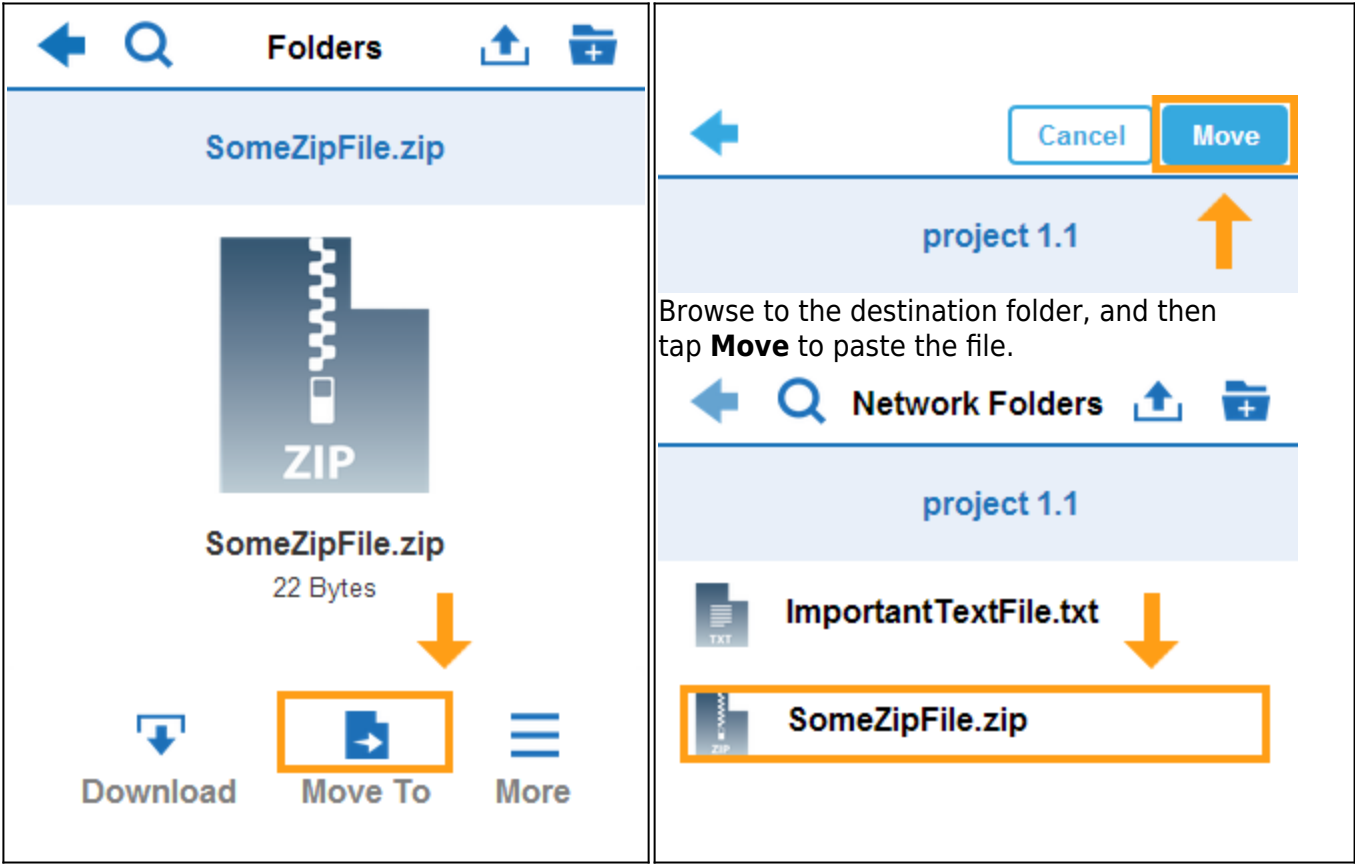 Folders
SomeZipFile.zip
ZIP
SomeZipFile.zip
22 Bytes
Download Move To More
Cancel Move
project 1.1
Browse to the destination folder, and then
tap Move to paste the file.
Network Folders
project 1.1
TXT
ImportantTextFile.txt
ZIP
SomeZipFile.zip